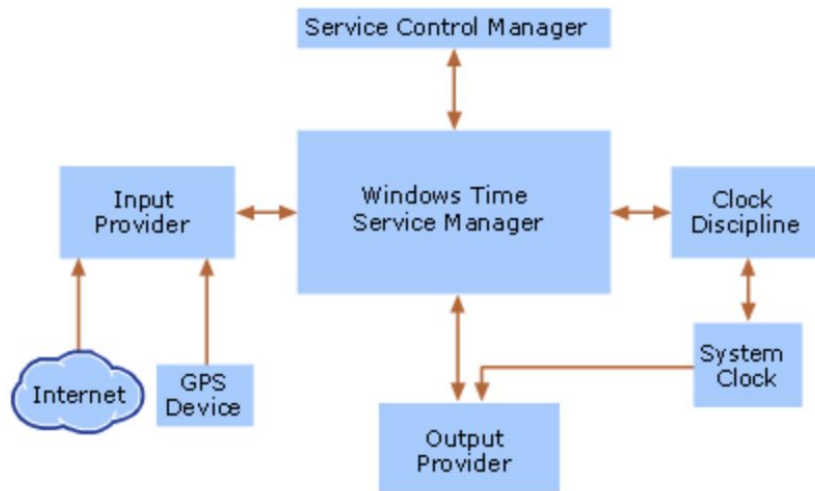 Service Control Manager
Input
Provider
Windows Time
Service Manager
Clock
Discipline
Internet
GPS
Device
System
Clock
Output
Provider